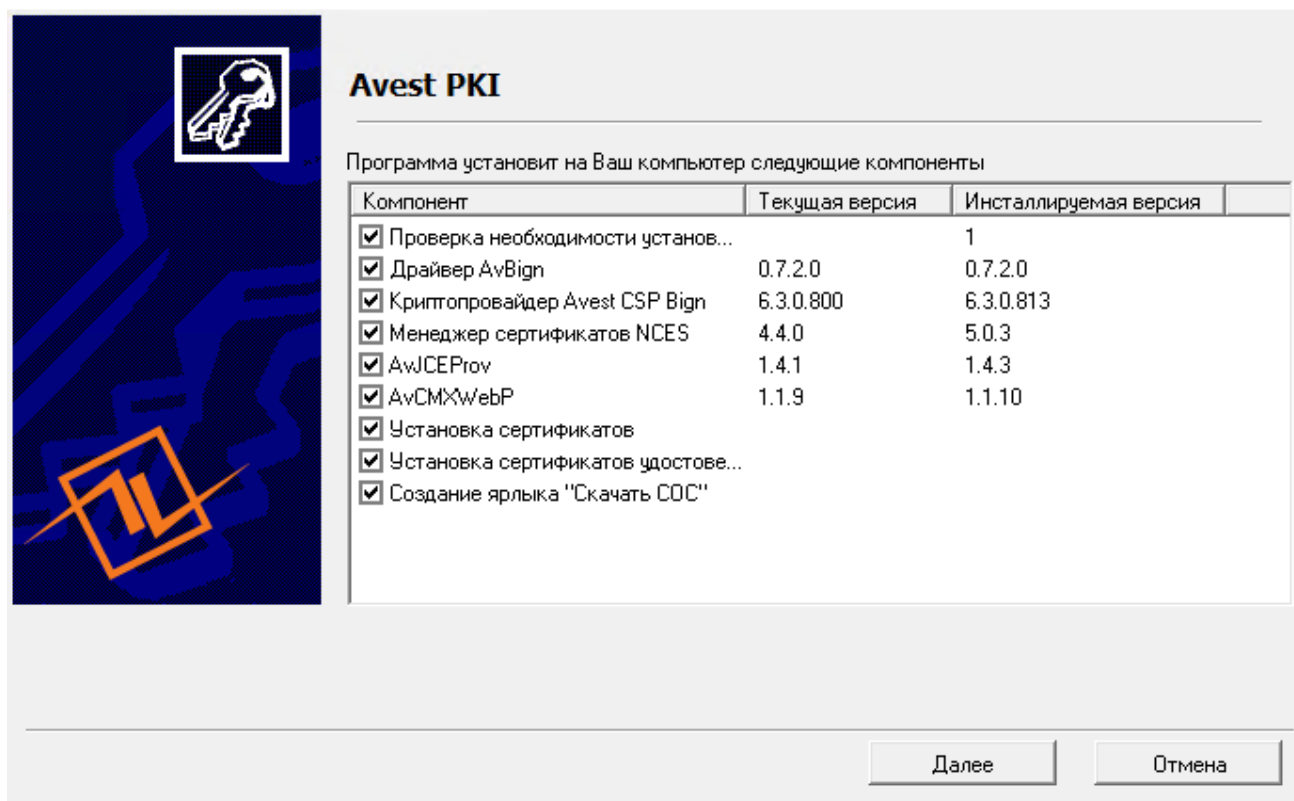 Avest PKI
Программа установит на Ваш компьютер следующие компоненты
Компонент Текущая версия Инсталлируемая версия
Проверка необходимости установ... 1
Драйвер AvBign 0.7.2.0 0.7.2.0
Криптопровайдер Avest CSP Bign 6.3.0.800 6.3.0.813
Менеджер сертификатов NCES 4.4.0 5.0.3
AvJCEProv 1.4.1 1.4.3
AvCMXWebP 1.1.9 1.1.10
Установка сертификатов
Установка сертификатов удостове...
Создание ярлыка "Скачать СОС"
Далее Отмена